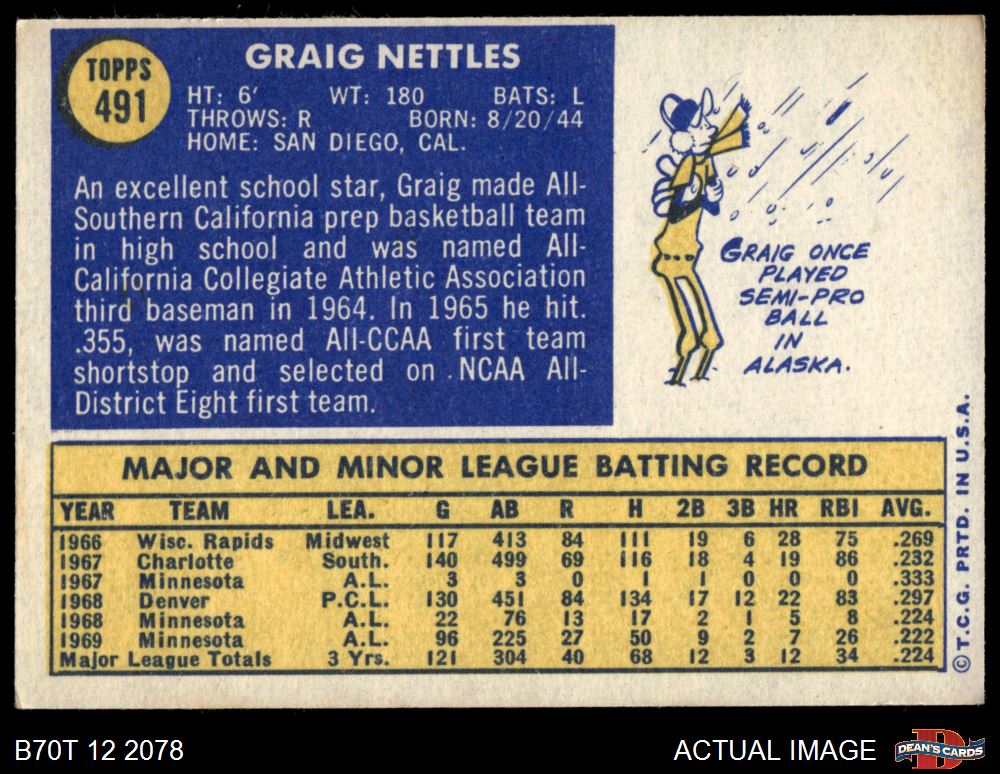 TOPPS
491
GRAIG NETTLES
HT: 6' WT: 180 BATS: L
THROWS: R BORN: 8/20/44
HOME: SAN DIEGO, CAL.
An excellent school star, Graig made All-
Southern California prep basketball team
in high school and was named All-
California Collegiate Athletic Association
third baseman in 1964. In 1965 he hit.
.355, was named All-CCAA first team
shortstop and selected on NCAA All-
District Eight first team.
GRAIG ONCE
PLAYED
SEMI-PRO
BALL
IN
ALASKA.
MAJOR AND MINOR LEAGUE BATTING RECORD
YEAR TEAM LEA. G AB R H 2B 3B HR RBI AVG.
1966 Wisc. Rapids Midwest 117 413 84 111 19 6 28 75 .269
1967 Charlotte South. 140 499 69 116 18 4 19 86 .232
1967 Minnesota A.L. 3 3 0 1 1 0 0 0 .333
1968 Denver P.C.L. 130 451 84 134 17 12 22 83 .297
1968 Minnesota A.L. 22 76 13 17 2 1 5 8 .224
1969 Minnesota A.L. 96 225 27 50 9 2 7 26 .222
Major League Totals 3 Yrs. 121 304 40 68 12 3 12 34 .224
© T.C.G. PRTD. IN U.S.A.
B70T 12 2078
ACTUAL IMAGE
DEAN'S CARDS